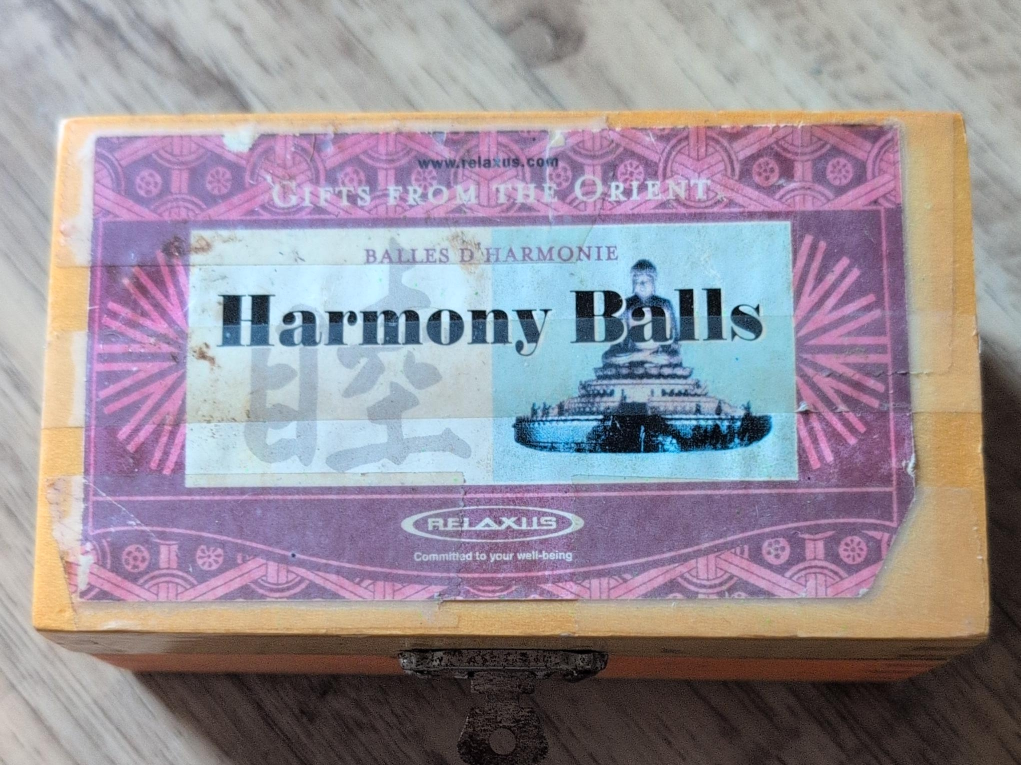 www.relaxus.com
GIFTS FROM THE ORIENT
BALLES D'HARMONIE
Harmony Balls
睦
RELAXUS
Committed to your well-being